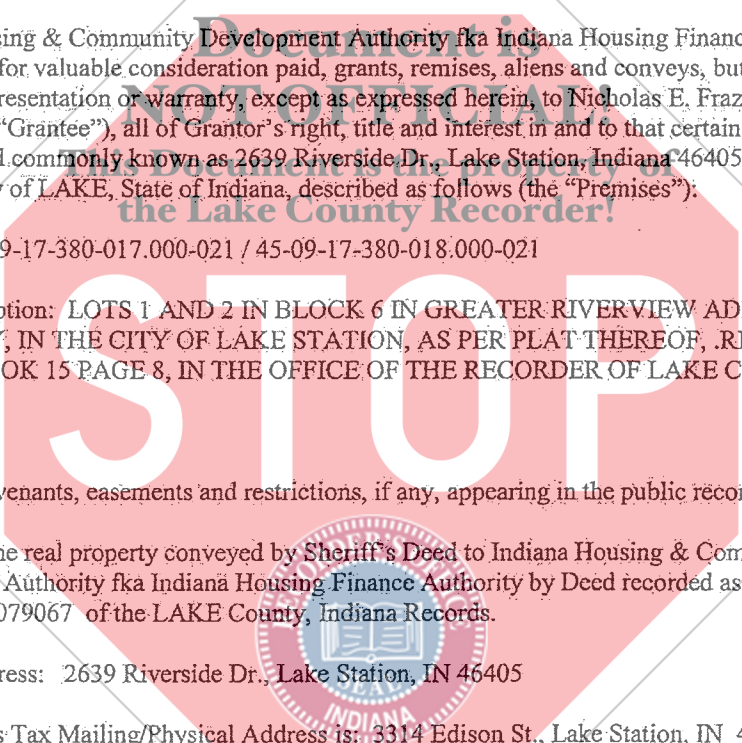 sing & Community Development Authority fka Indiana Housing Financ
for valuable consideration paid, grants, remises, aliens and conveys, but
resentation or warranty, except as expressed herein, to Nicholas E. Fraz
"Grantee"), all of Grantor's right, title and interest in and to that certain
d commonly known as 2639 Riverside Dr., Lake Station, Indiana 46405
y of LAKE, State of Indiana, described as follows (the "Premises"):
Document is
NOT OFFICIAL!
This Document is the property of
the Lake County Recorder!
9-17-380-017.000-021 / 45-09-17-380-018.000-021
ption: LOTS 1 AND 2 IN BLOCK 6 IN GREATER RIVERVIEW AD
, IN THE CITY OF LAKE STATION, AS PER PLAT THEREOF, .RE
OK 15 PAGE 8, IN THE OFFICE OF THE RECORDER OF LAKE C
STOP
venants, easements and restrictions, if any, appearing in the public recor
he real property conveyed by Sheriff's Deed to Indiana Housing & Com
Authority fka Indiana Housing Finance Authority by Deed recorded as
079067 of the LAKE County, Indiana Records.
ress: 2639 Riverside Dr., Lake Station, IN 46405
s Tax Mailing/Physical Address is: 3314 Edison St., Lake Station, IN 4
SEAL
INDIANA